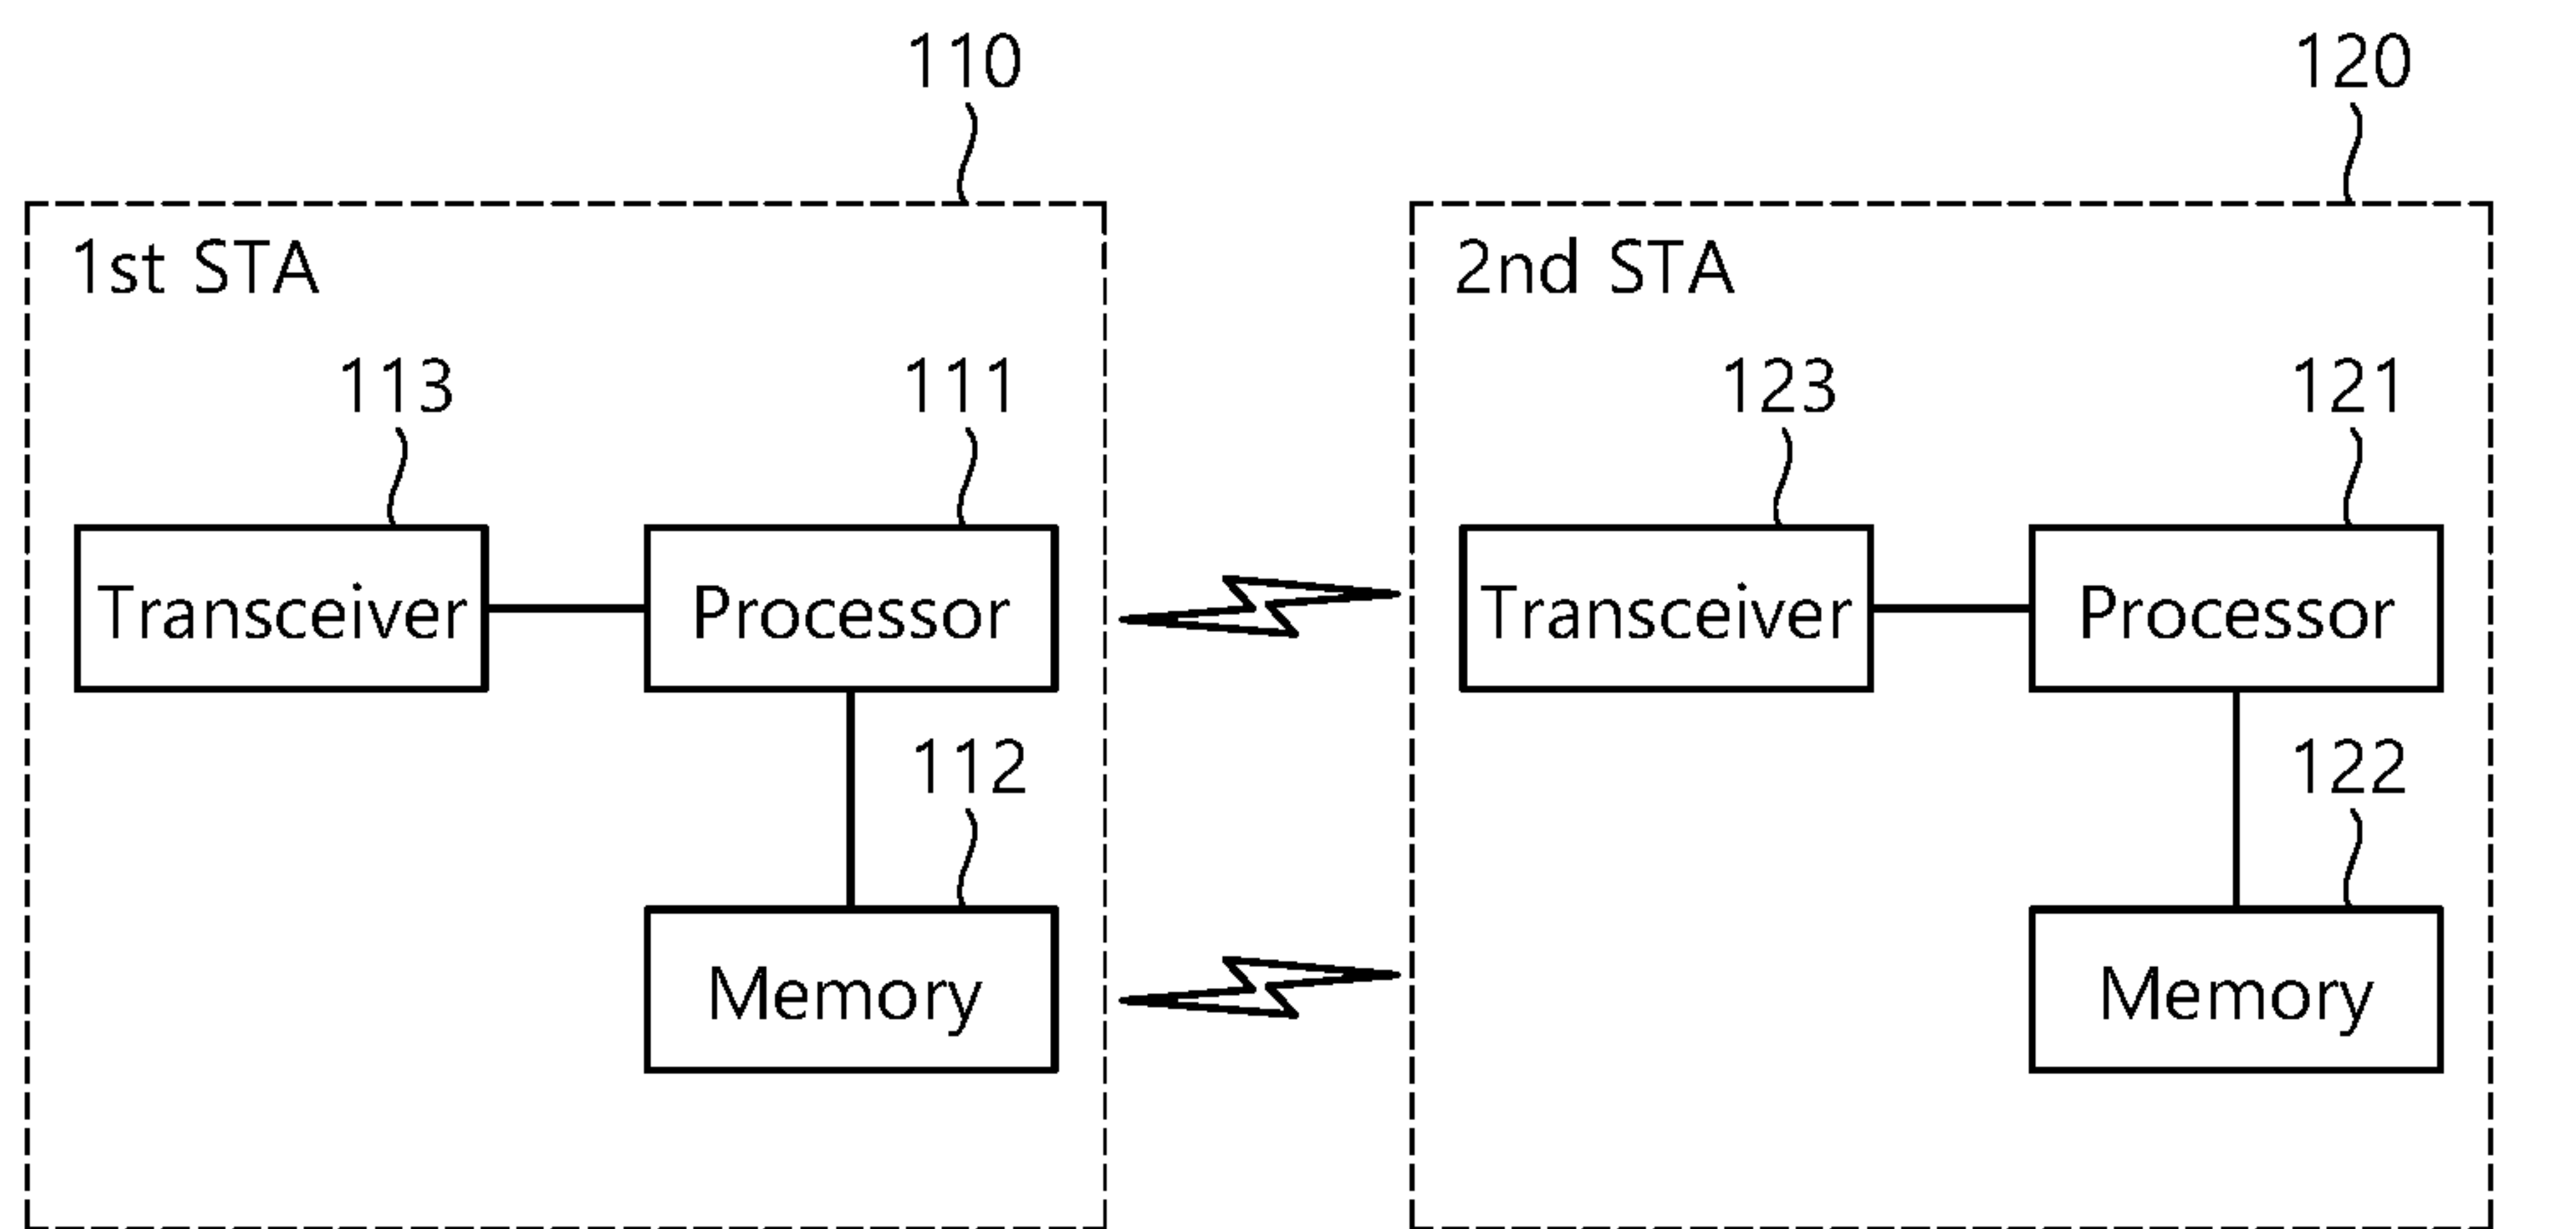 110
120
1st STA
2nd STA
113
111
123
121
Transceiver
Processor
Transceiver
Processor
112
122
Memory
Memory